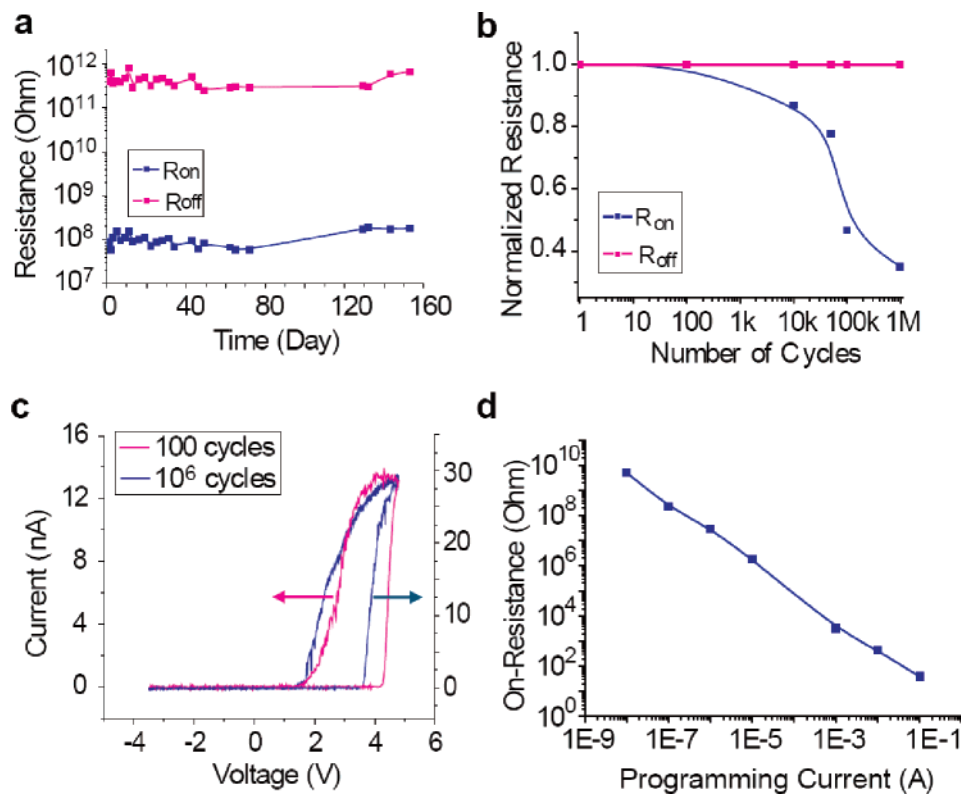 a
Resistance (Ohm)
10¹²
10¹¹
10¹⁰
10⁹
10⁸
10⁷
Ron
Roff
0 20 40 60 80 120 160
Time (Day)
b
Normalized Resistance
1.0
0.8
0.6
0.4
Ron
Roff
1 10 100 1k 10k 100k 1M
Number of Cycles
c
Current (nA)
16
12
8
4
0
100 cycles
10⁶ cycles
30
20
10
0
-4 -2 0 2 4 6
Voltage (V)
d
On-Resistance (Ohm)
10¹⁰
10⁸
10⁶
10⁴
10²
10⁰
1E-9 1E-7 1E-5 1E-3 1E-1
Programming Current (A)